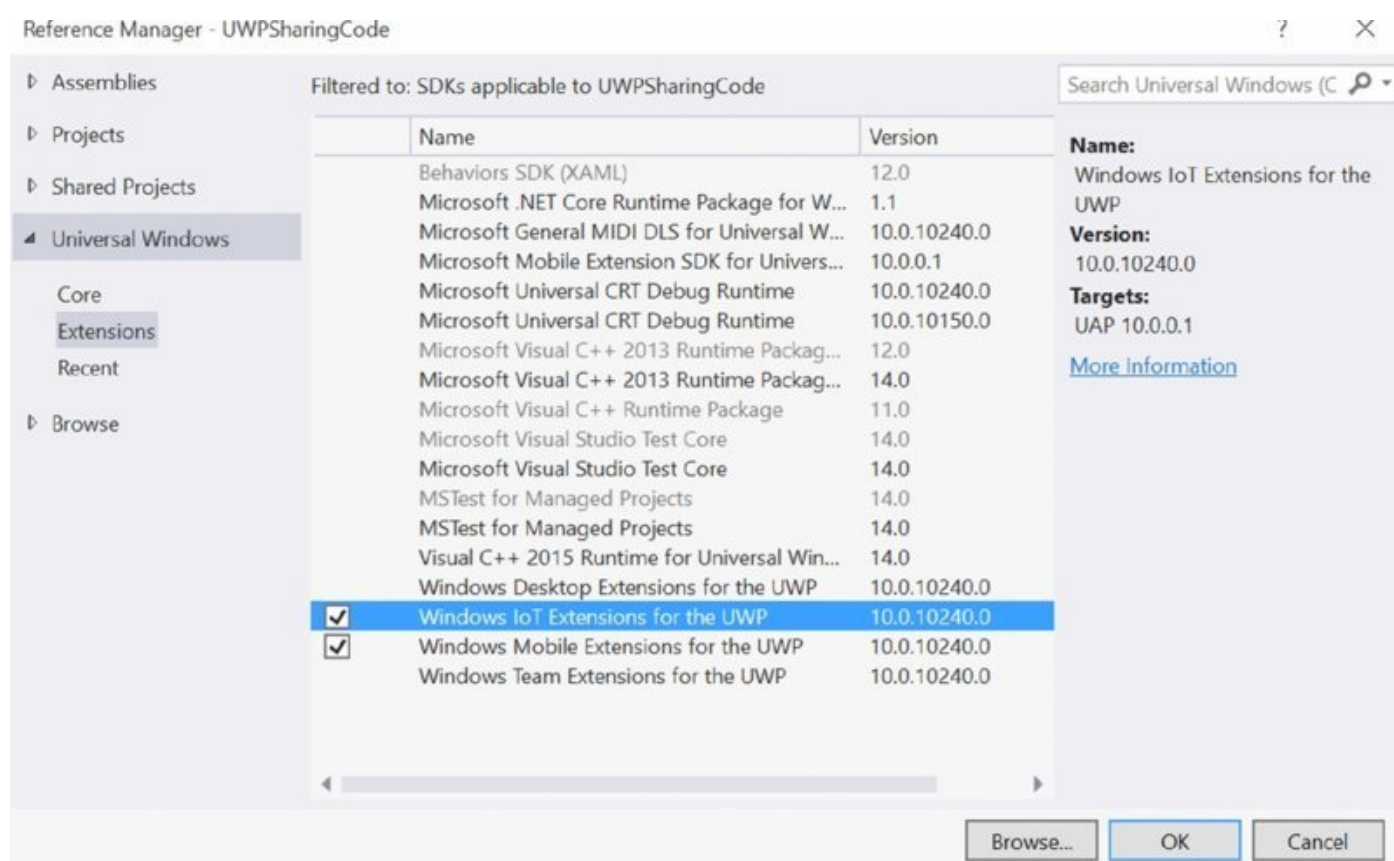 Reference Manager - UWPSharingCode
?
Assemblies
Projects
Shared Projects
Universal Windows
Core
Extensions
Recent
Browse
Filtered to: SDKs applicable to UWPSharingCode
Name Version
Behaviors SDK (XAML) 12.0
Microsoft .NET Core Runtime Package for W... 1.1
Microsoft General MIDI DLS for Universal W... 10.0.10240.0
Microsoft Mobile Extension SDK for Univers... 10.0.0.1
Microsoft Universal CRT Debug Runtime 10.0.10240.0
Microsoft Universal CRT Debug Runtime 10.0.10150.0
Microsoft Visual C++ 2013 Runtime Packag... 12.0
Microsoft Visual C++ 2013 Runtime Packag... 14.0
Microsoft Visual C++ Runtime Package 11.0
Microsoft Visual Studio Test Core 14.0
Microsoft Visual Studio Test Core 14.0
MSTest for Managed Projects 14.0
MSTest for Managed Projects 14.0
Visual C++ 2015 Runtime for Universal Win... 14.0
Windows Desktop Extensions for the UWP 10.0.10240.0
Windows IoT Extensions for the UWP 10.0.10240.0
Windows Mobile Extensions for the UWP 10.0.10240.0
Windows Team Extensions for the UWP 10.0.10240.0
Search Universal Windows (C
Name:
Windows IoT Extensions for the
UWP
Version:
10.0.10240.0
Targets:
UAP 10.0.0.1
More Information
Browse... OK Cancel